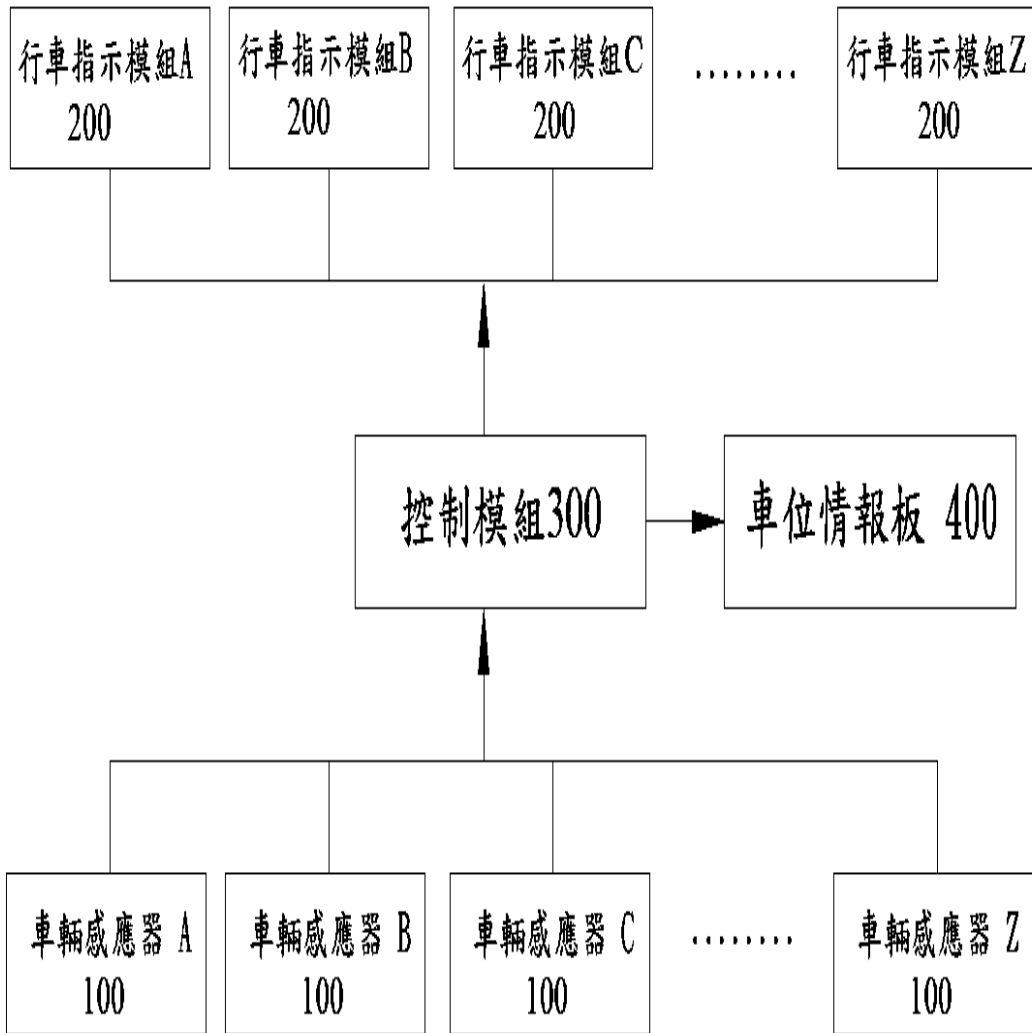 行車指示模組A
200
行車指示模組B
200
行車指示模組C
200
........
行車指示模組Z
200
控制模組300
車位情報板 400
車輛感應器 A
100
車輛感應器 B
100
車輛感應器 C
100
........
車輛感應器 Z
100